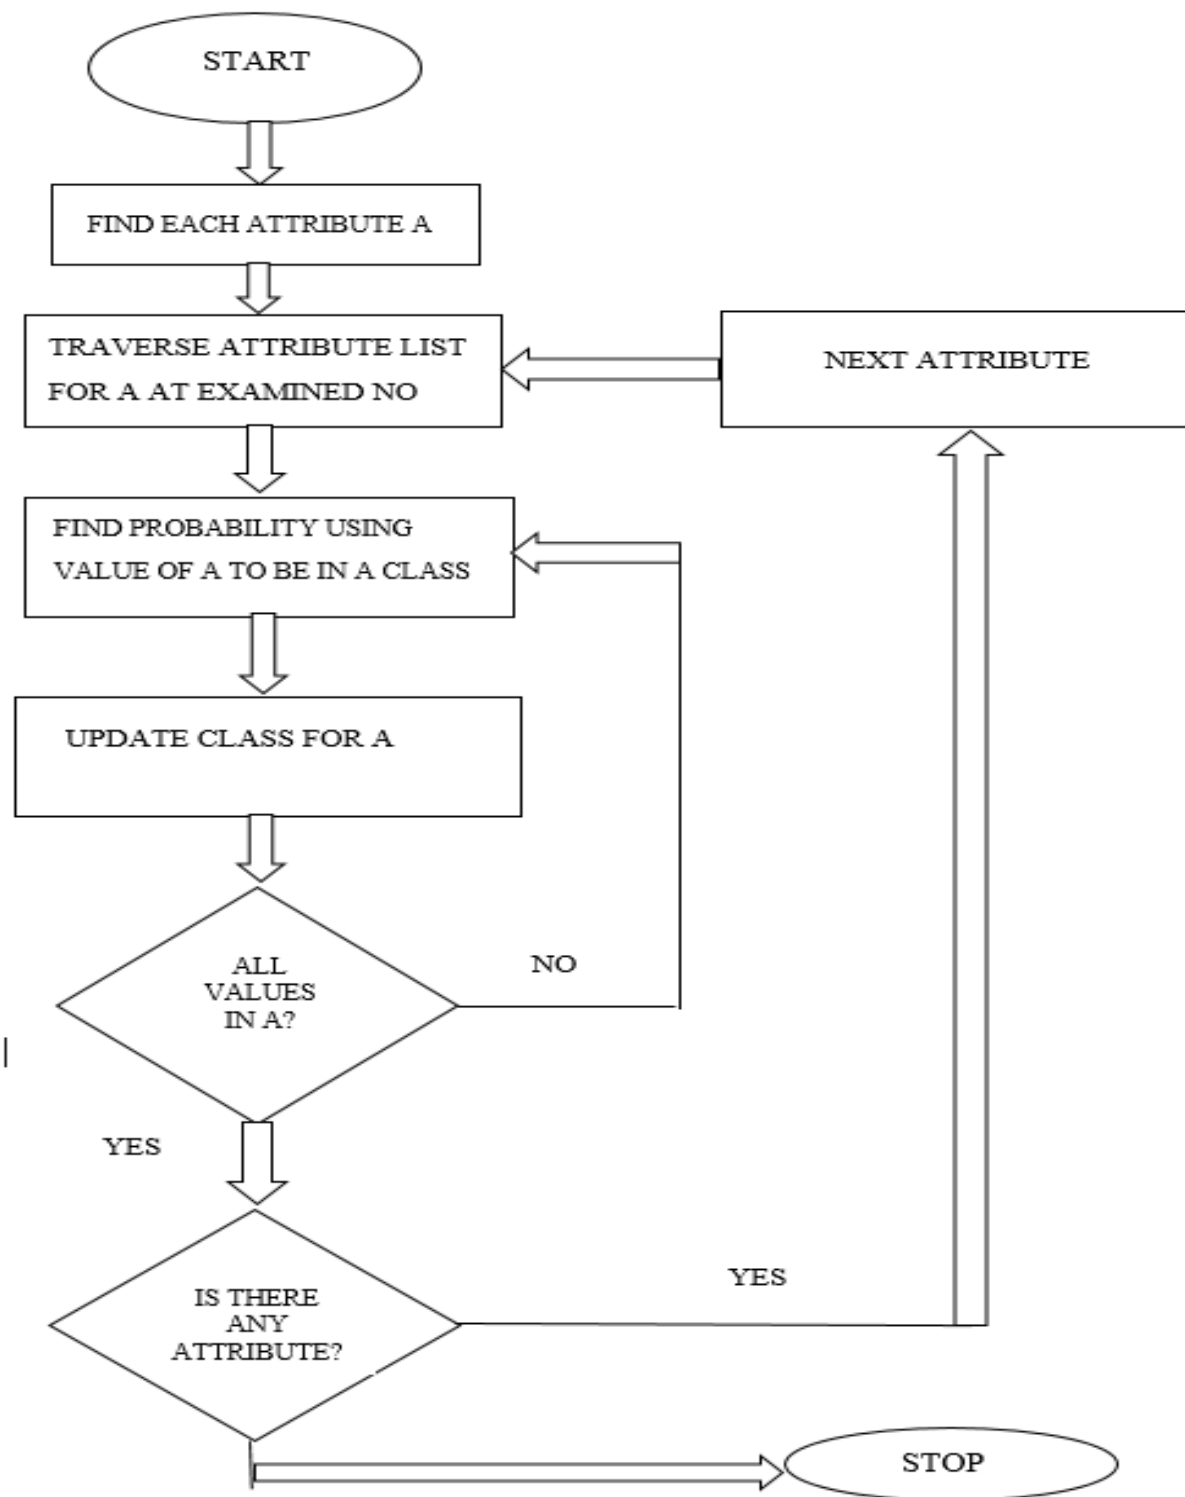 START
FIND EACH ATTRIBUTE A
TRAVERSE ATTRIBUTE LIST
FOR A AT EXAMINED NO
NEXT ATTRIBUTE
FIND PROBABILITY USING
VALUE OF A TO BE IN A CLASS
UPDATE CLASS FOR A
ALL
VALUES
IN A?
NO
YES
IS THERE
ANY
ATTRIBUTE?
YES
STOP